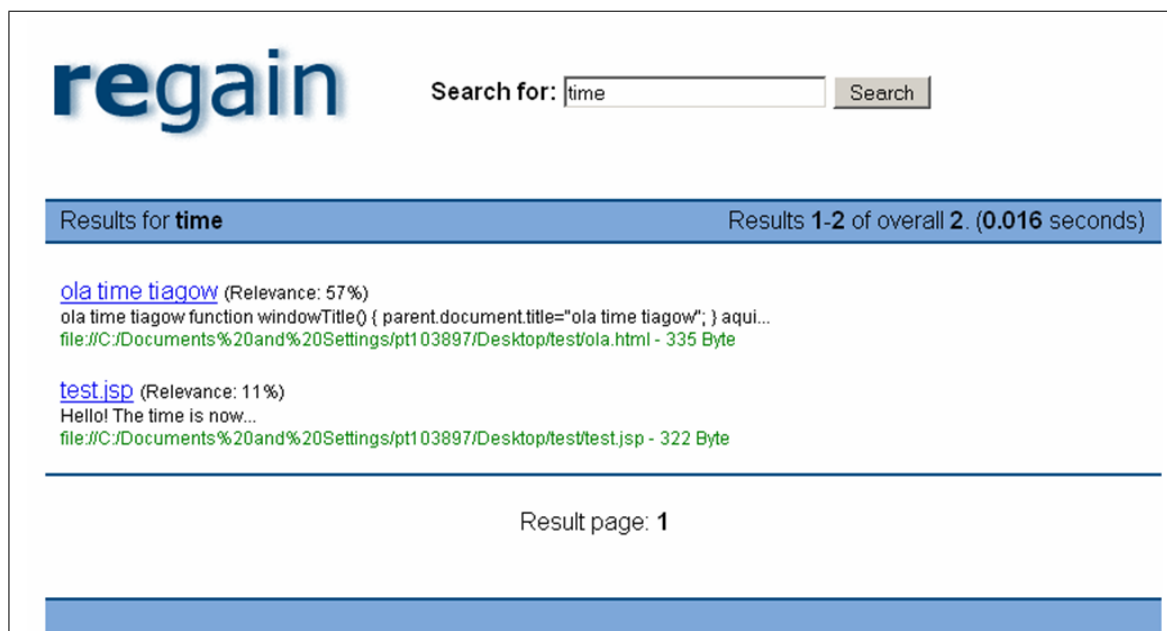 regain
Search for: time Search
Results for time Results 1-2 of overall 2. (0.016 seconds)
ola time tiagow (Relevance: 57%)
ola time tiagow function windowTitle() { parent.document.title="ola time tiagow"; } aqui...
file://C:/Documents%20and%20Settings/pt103897/Desktop/test/ola.html - 335 Byte
test.jsp (Relevance: 11%)
Hello! The time is now...
file://C:/Documents%20and%20Settings/pt103897/Desktop/test/test.jsp - 322 Byte
Result page: 1